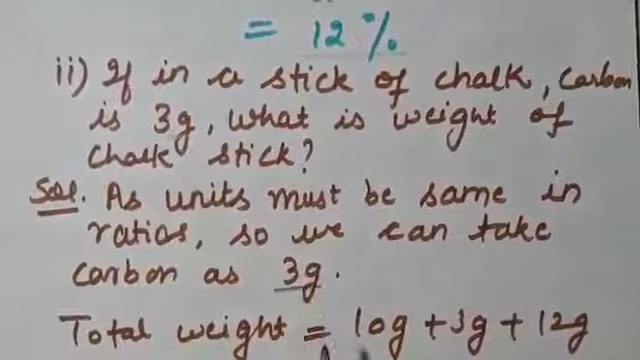 = 12%
ii) If in a stick of chalk, carbon
is 3g, what is weight of
chalk stick?
Sol. As units must be same in
ratios, so we can take
carbon as 3g.
Total weight = 10g + 3g + 12g